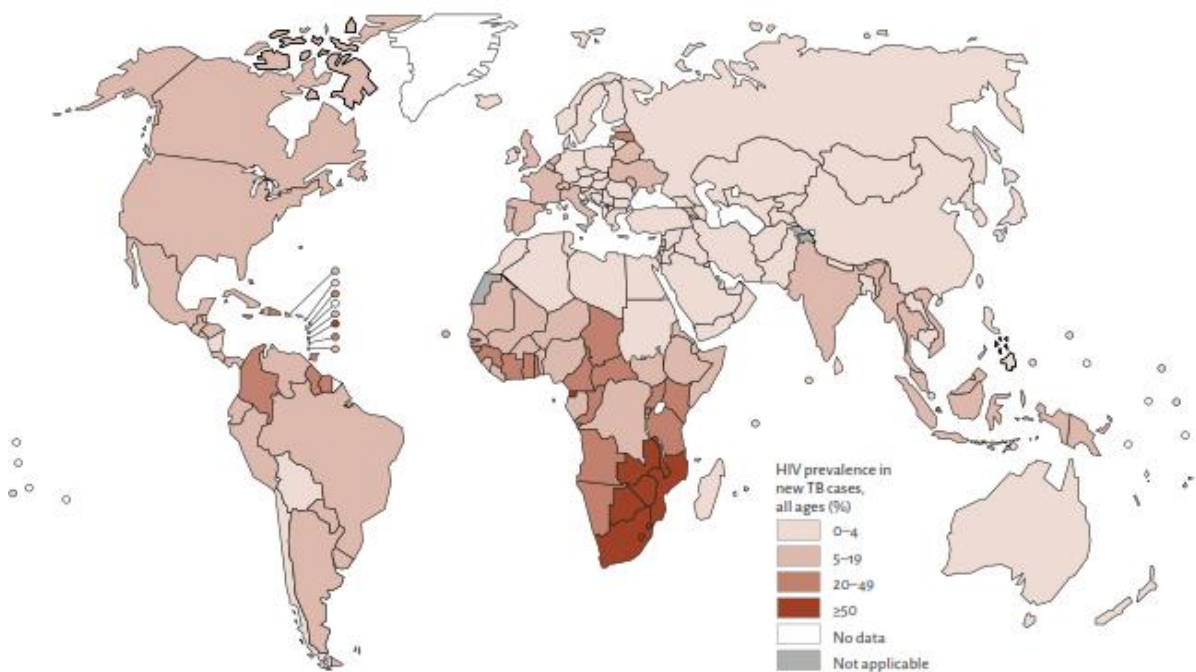 HIV prevalence in
new TB cases,
all ages (%)
0–4
5–19
20–49
≥50
No data
Not applicable